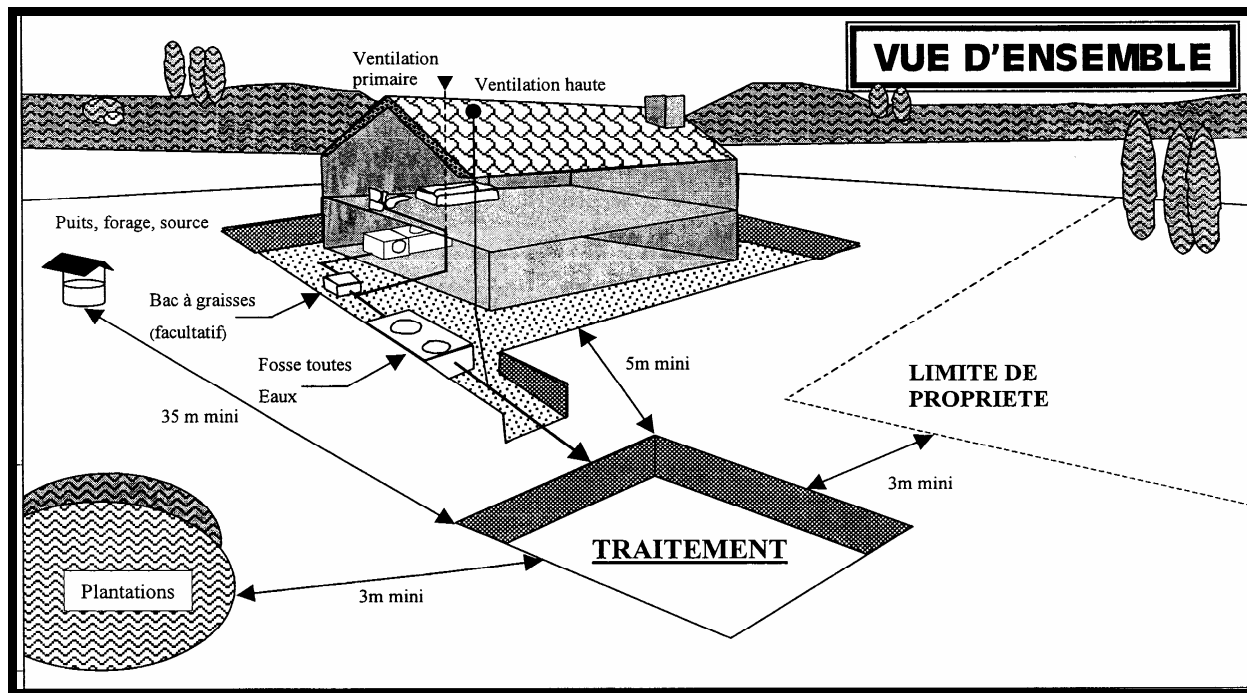 VUE D'ENSEMBLE
Ventilation
primaire
Ventilation haute
Puits, forage, source
Bac à graisses
(facultatif)
Fosse toutes
Eaux
5m mini
LIMITE DE
PROPRIETE
35 m mini
3m mini
TRAITEMENT
Plantations
3m mini